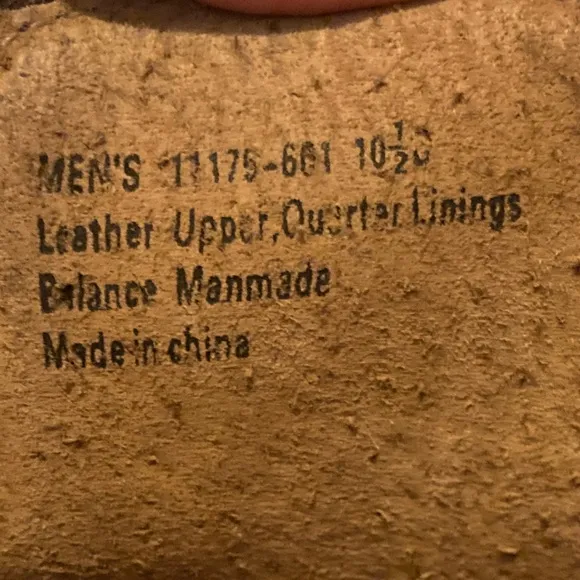 MEN'S 11175-661 10½
Leather Upper,Quarter Linings
Balance Manmade
Made in china